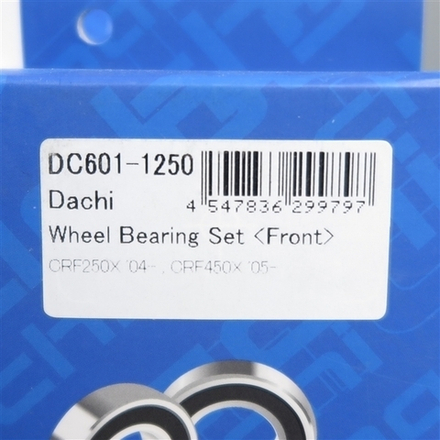 DC601-1250
Dachi
4 547836 299797
Wheel Bearing Set <Front>
CRF250X '04- , CRF450X '05-